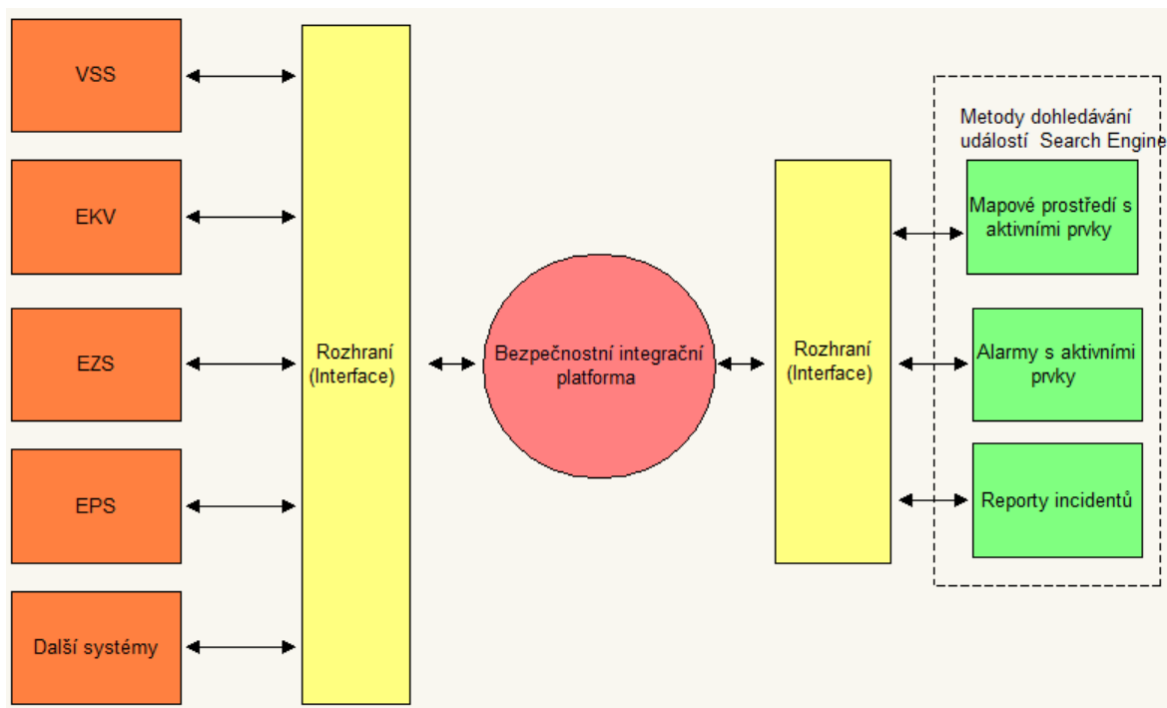 VSS
EKV
EZS
EPS
Další systémy
Rozhraní
(Interface)
Bezpečnostní integrační
platforma
Rozhraní
(Interface)
Metody dohledávání
událostí  Search Engine
Mapové prostředí s
aktivními prvky
Alarmy s aktivními
prvky
Reporty incidentů